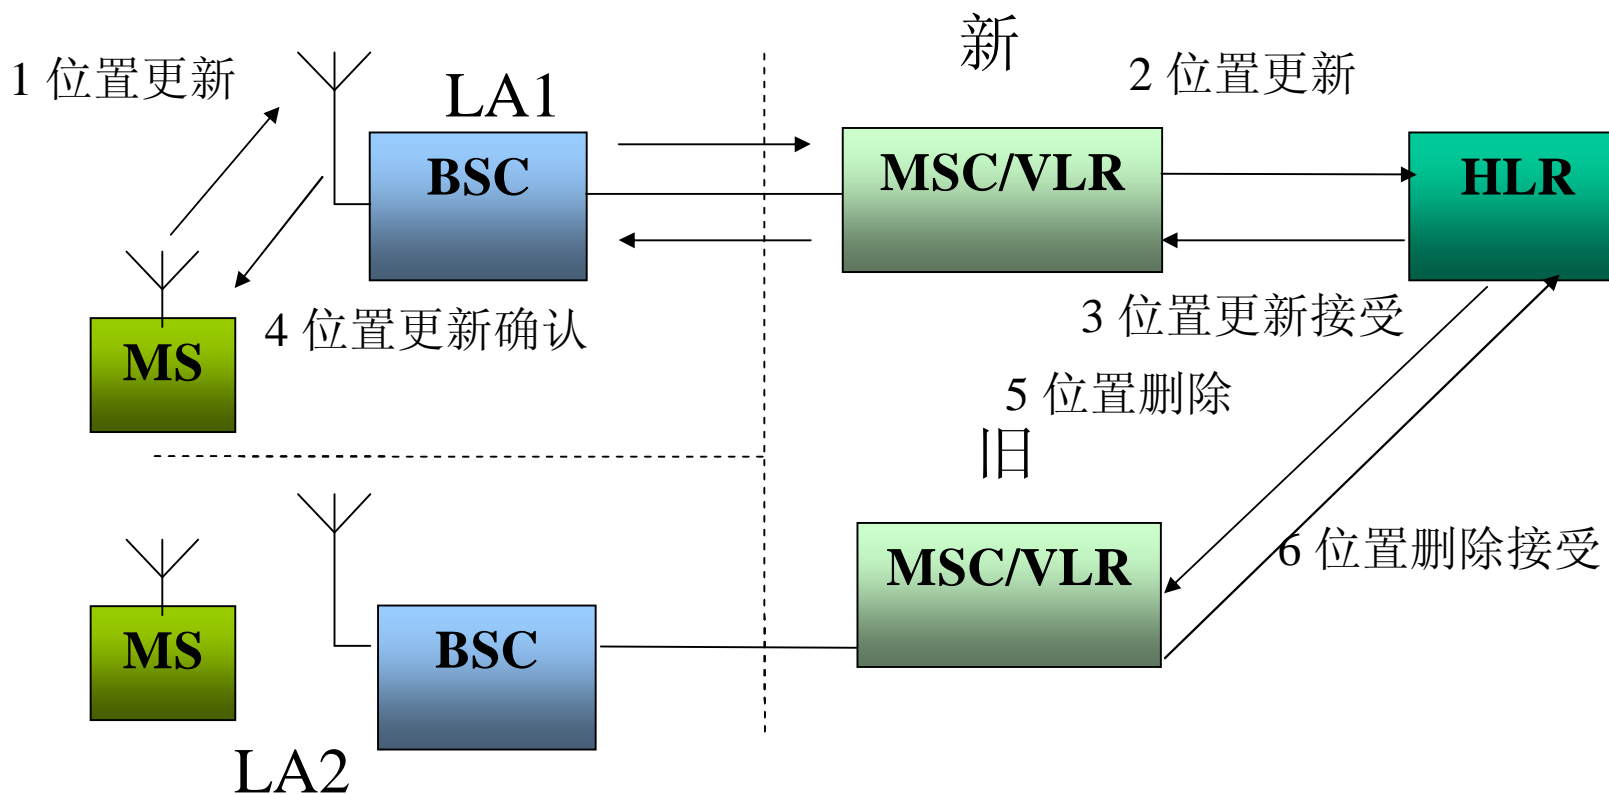 新
1 位置更新
LA1
2 位置更新
BSC
MSC/VLR
HLR
4 位置更新确认
3 位置更新接受
MS
5 位置删除
旧
6 位置删除接受
MSC/VLR
MS
BSC
LA2